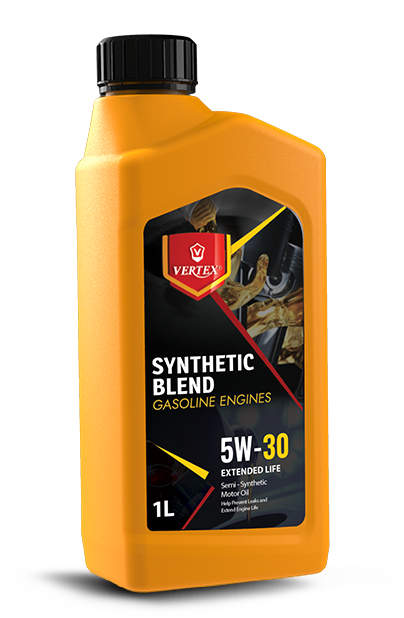 VERTEX®
SYNTHETIC
BLEND
GASOLINE ENGINES
5W-30
EXTENDED LIFE
Semi-Synthetic
Motor Oil
Help Prevent Leaks and
Extend Engine Life
1L